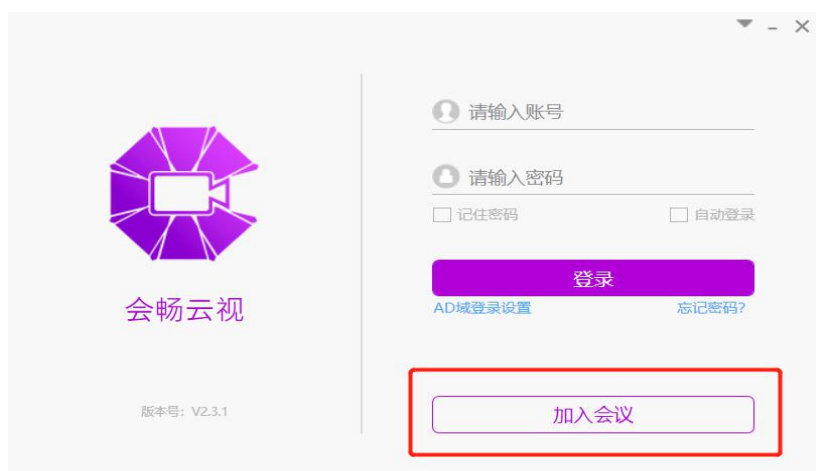 会畅云视
版本号：V2.3.1
请输入账号
请输入密码
记住密码 自动登录
登录
AD域登录设置 忘记密码?
加入会议